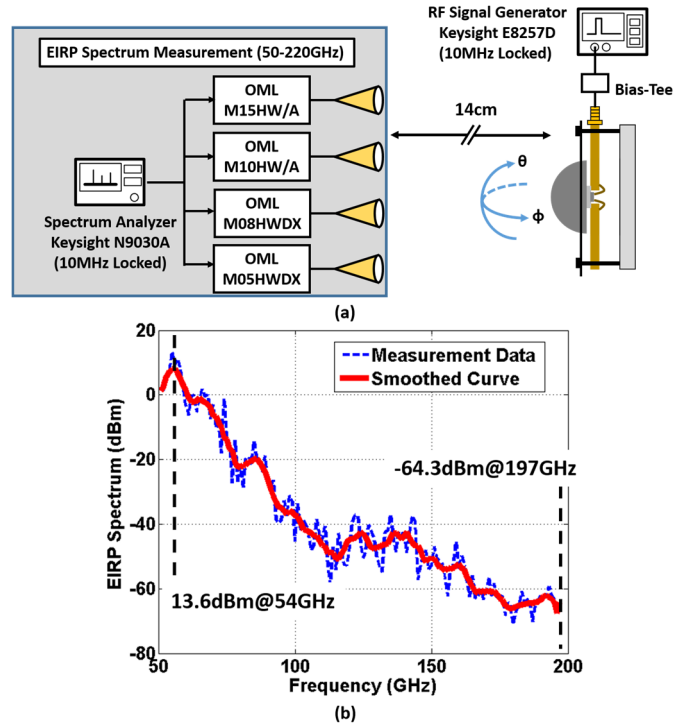 (a)
RF Signal Generator
Keysight E8257D
(10MHz Locked)
EIRP Spectrum Measurement (50-220GHz)
OML
M15HW/A
OML
M10HW/A
OML
M08HWDX
OML
M05HWDX
Spectrum Analyzer
Keysight N9030A
(10MHz Locked)
14cm
Bias-Tee
θ
ϕ
(a)
20
0
-20
-40
-60
-80
EIRP Spectrum (dBm)
Measurement Data
Smoothed Curve
-64.3dBm@197GHz
13.6dBm@54GHz
50
100
150
200
Frequency (GHz)
(b)